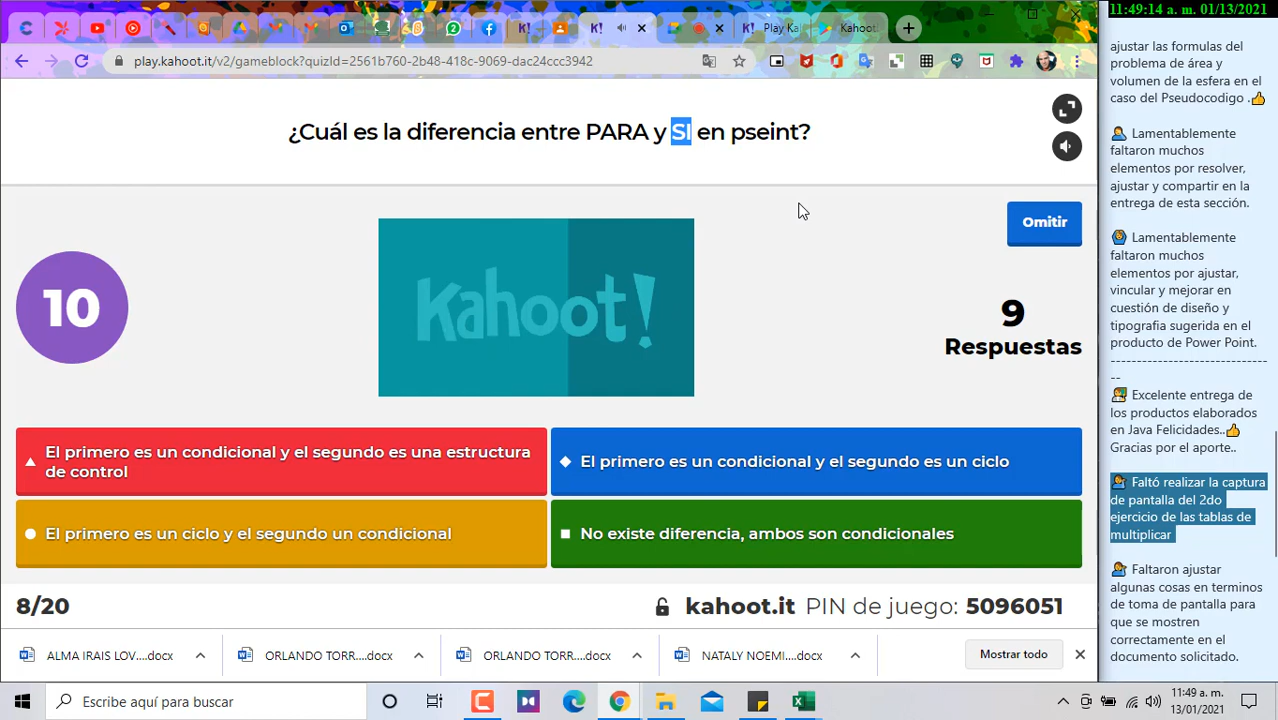 11:49:14 a. m. 01/13/2021
K!
K!
K! Play Ka
Kahoot!
play.kahoot.it/v2/gameblock?quizId=2561b760-2b48-418c-9069-dac24ccc3942
¿Cuál es la diferencia entre PARA y SI en pseint?
Omitir
10
Kahoot!
9
Respuestas
El primero es un condicional y el segundo es una estructura
de control
El primero es un condicional y el segundo es un ciclo
El primero es un ciclo y el segundo un condicional
No existe diferencia, ambos son condicionales
8/20
kahoot.it PIN de juego: 5096051
ALMA IRAIS LOV....docx
ORLANDO TORR....docx
ORLANDO TORR....docx
NATALY NOEMI....docx
Mostrar todo
Escribe aquí para buscar
11:49 a. m.
13/01/2021
ajustar las formulas del
problema de área y
volumen de la esfera en el
caso del Pseudocodigo .👍
Lamentablemente
faltaron muchos
elementos por resolver,
ajustar y compartir en la
entrega de esta sección.
Lamentablemente
faltaron muchos
elementos por ajustar,
vincular y mejorar en
cuestión de diseño y
tipografia sugerida en el
producto de Power Point.
-----------------------------
--
Excelente entrega de
los productos elaborados
en Java Felicidades..👍
Gracias por el aporte..
Faltó realizar la captura
de pantalla del 2do
ejercicio de las tablas de
multiplicar
Faltaron ajustar
algunas cosas en terminos
de toma de pantalla para
que se mostren
correctamente en el
documento solicitado.